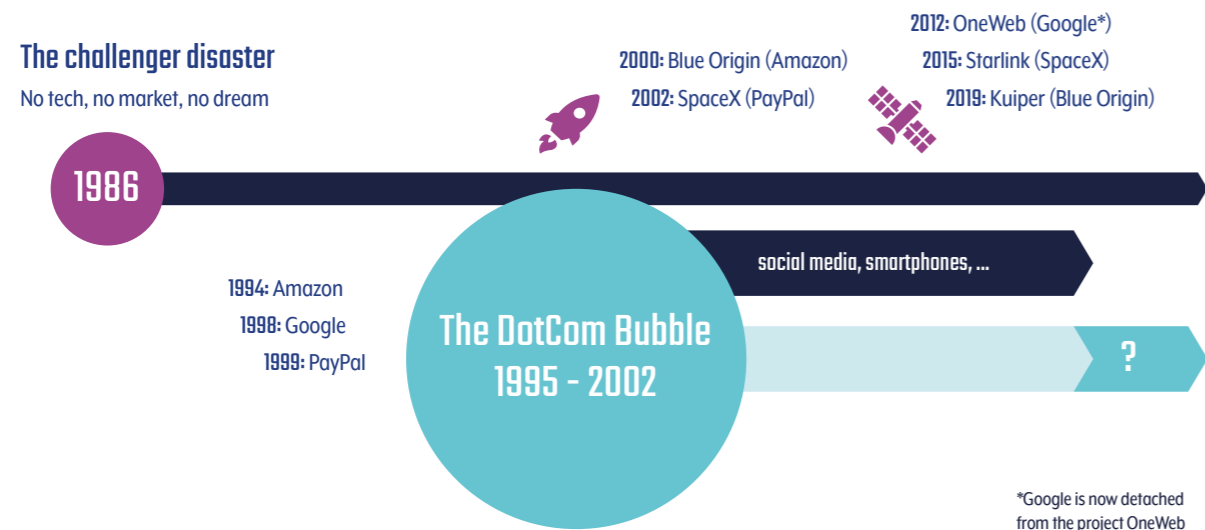 The challenger disaster
No tech, no market, no dream
1986
2000: Blue Origin (Amazon)
2002: SpaceX (PayPal)
2012: OneWeb (Google*)
2015: Starlink (SpaceX)
2019: Kuiper (Blue Origin)
social media, smartphones, ...
1994: Amazon
1998: Google
1999: PayPal
The DotCom Bubble
1995 - 2002
?
*Google is now detached
from the project OneWeb